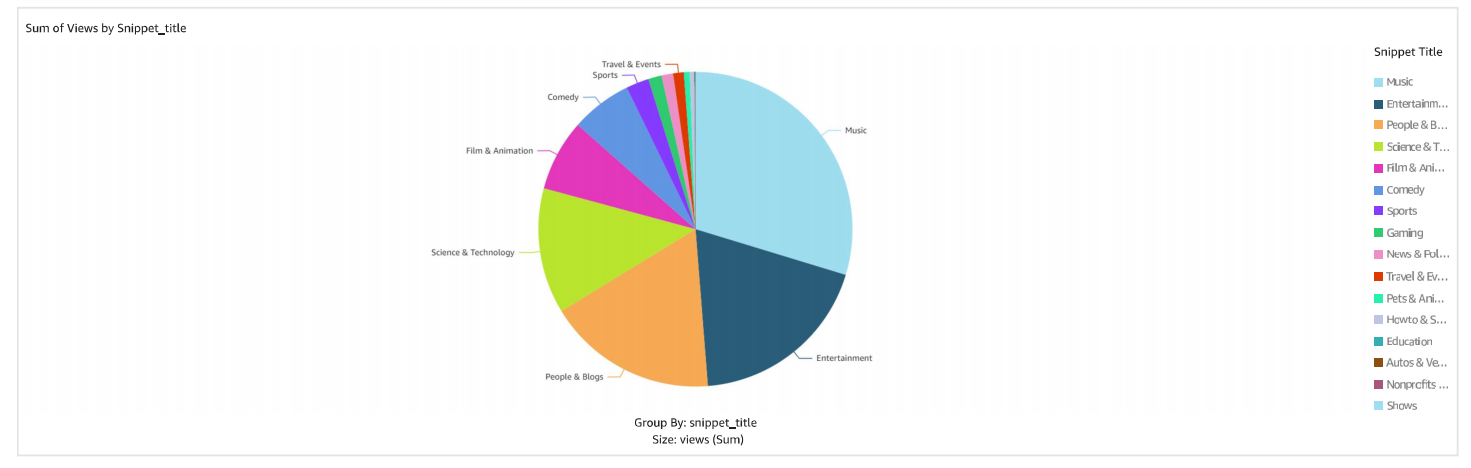 Sum of Views by Snippet_title
Travel & Events
Sports
Comedy
Film & Animation
Science & Technology
People & Blogs
Music
Entertainment
Group By: snippet_title
Size: views (Sum)
Snippet Title
Music
Entertainm...
People & B...
Science & T...
Film & Ani...
Comedy
Sports
Gaming
News & Pol...
Travel & Ev...
Pets & Ani...
Howto & S...
Education
Autos & Ve...
Nonprofits ...
Shows